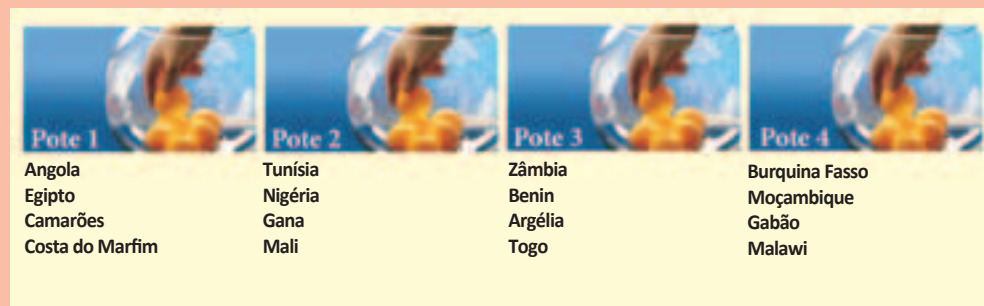 Pote 1
Angola
Egipto
Camarões
Costa do Marfim
Pote 2
Tunísia
Nigéria
Gana
Mali
Pote 3
Zâmbia
Benin
Argélia
Togo
Pote 4
Burquina Fasso
Moçambique
Gabão
Malawi